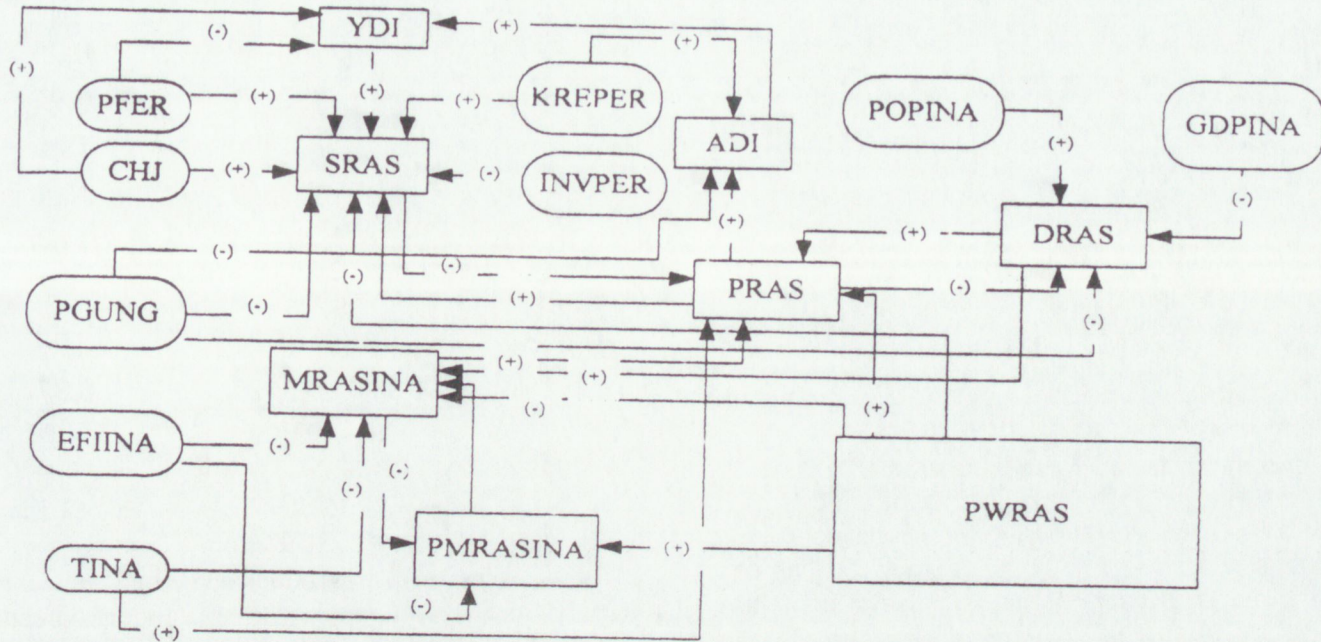 (+)
YDI
(+)
(-)
(+)
(+)
PFER
(+)
(+)
(+)
KREPER
POPINA
GDPINA
ADI
CHJ
(+)
SRAS
(-)
INVPER
(+)
(-)
(+)
(+)
DRAS
(-)
(-)
(-)
PGUNG
(-)
(-)
(+)
PRAS
(-)
(-)
(+)
MRASINA
(+)
(-)
(+)
EFIINA
(-)
(-)
(-)
PWRAS
TINA
PMRASINA
(+)
(-)
(+)